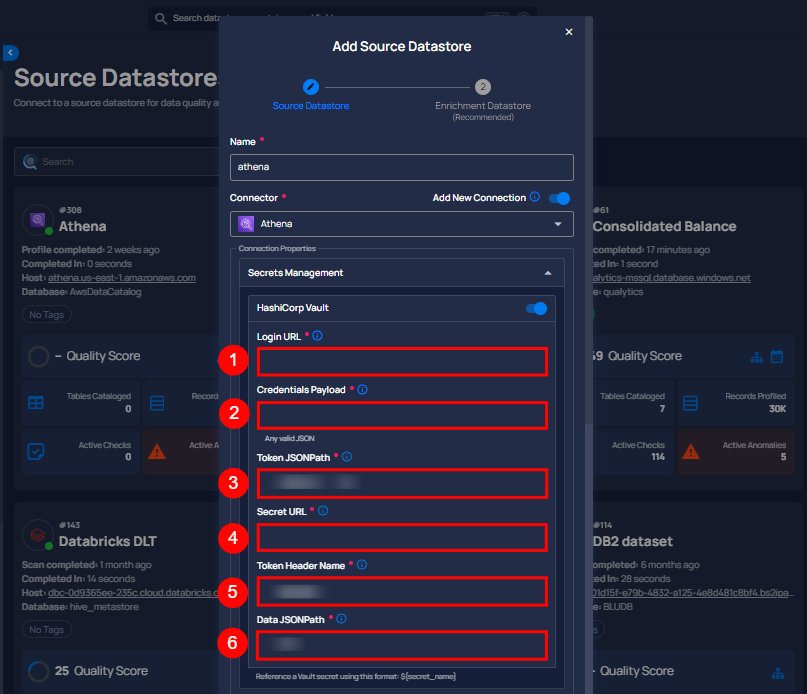 Search data
Add Source Datastore
Source Datastore
2
Enrichment Datastore
(Recommended)
Source Datastore
Connect to a source datastore for data quality a
Search
Name *
athena
Connector *
Add New Connection
Athena
Connection Properties
Secrets Management
HashiCorp Vault
Login URL *
1
Credentials Payload *
2
Any valid JSON
Token JSONPath *
3
Secret URL *
4
Token Header Name *
5
Data JSONPath *
6
Reference a Vault secret using this format: ${secret_name}
#308
Athena
Profile completed: 2 weeks ago
Completed In: 0 seconds
Host: athena.us-east-1.amazonaws.com
Database: AwsDataCatalog
No Tags
– Quality Score
Tables Cataloged
0
Records
Active Checks
0
Active A
#61
Consolidated Balance
completed: 17 minutes ago
Completed In: 1 second
alytics-mssql.database.windows.net
e: qualytics
49 Quality Score
Tables Cataloged
7
Records Profiled
30K
Active Checks
114
Active Anomalies
5
#143
Databricks DLT
Scan completed: 1 month ago
Completed In: 14 seconds
Host: dbc-0d9365ee-235c.cloud.databricks.c
Database: hive_metastore
No Tags
25 Quality Score
#114
DB2 dataset
ompleted: 6 months ago
ed In: 28 seconds
01d15f-e79b-4832-a125-4e8d481c8bf4.bs2ipa...
e: BLUDB
s
Quality Score